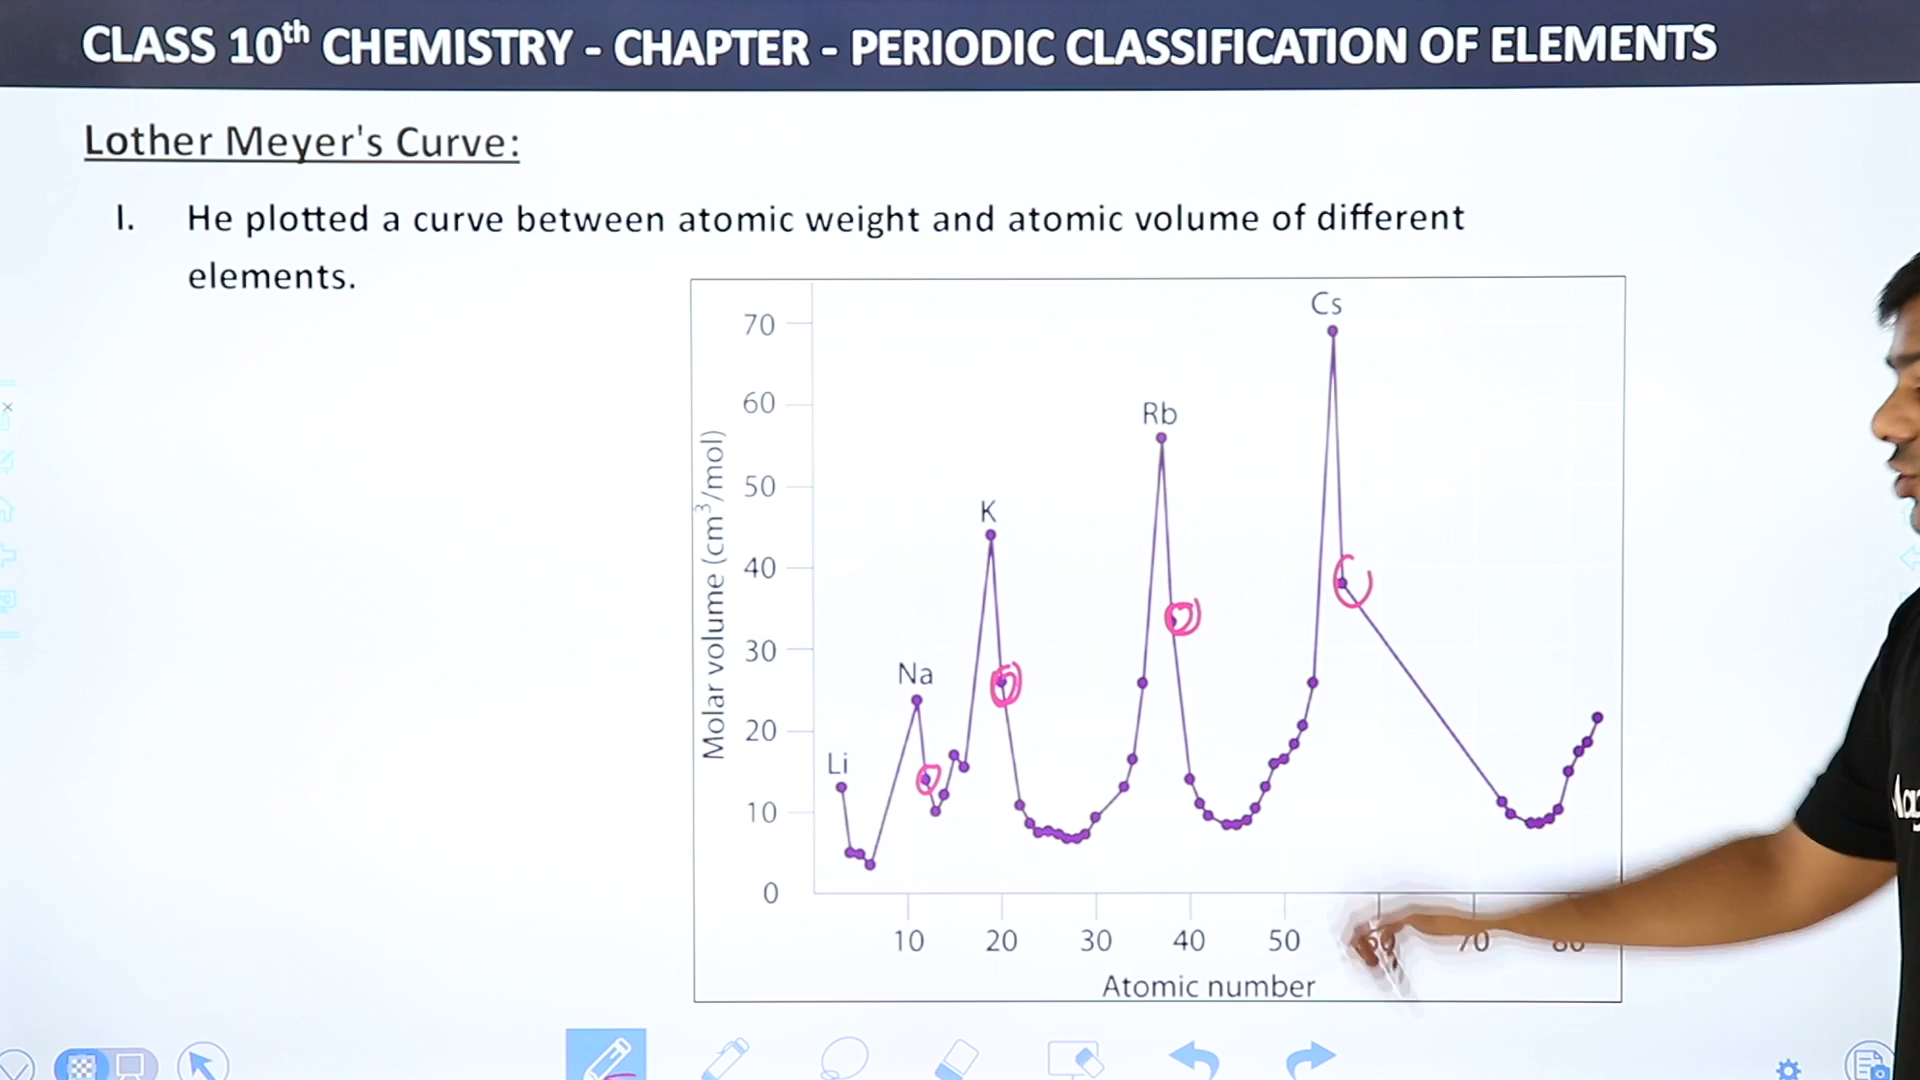 CLASS 10th CHEMISTRY - CHAPTER - PERIODIC CLASSIFICATION OF ELEMENTS
Lother Meyer's Curve:
I. He plotted a curve between atomic weight and atomic volume of different
elements.
Cs
70
60
Rb
50
K
40
30
Na
20
Li
10
0
Molar volume (cm³/mol)
10 20 30 40 50 60 70 80
Atomic number